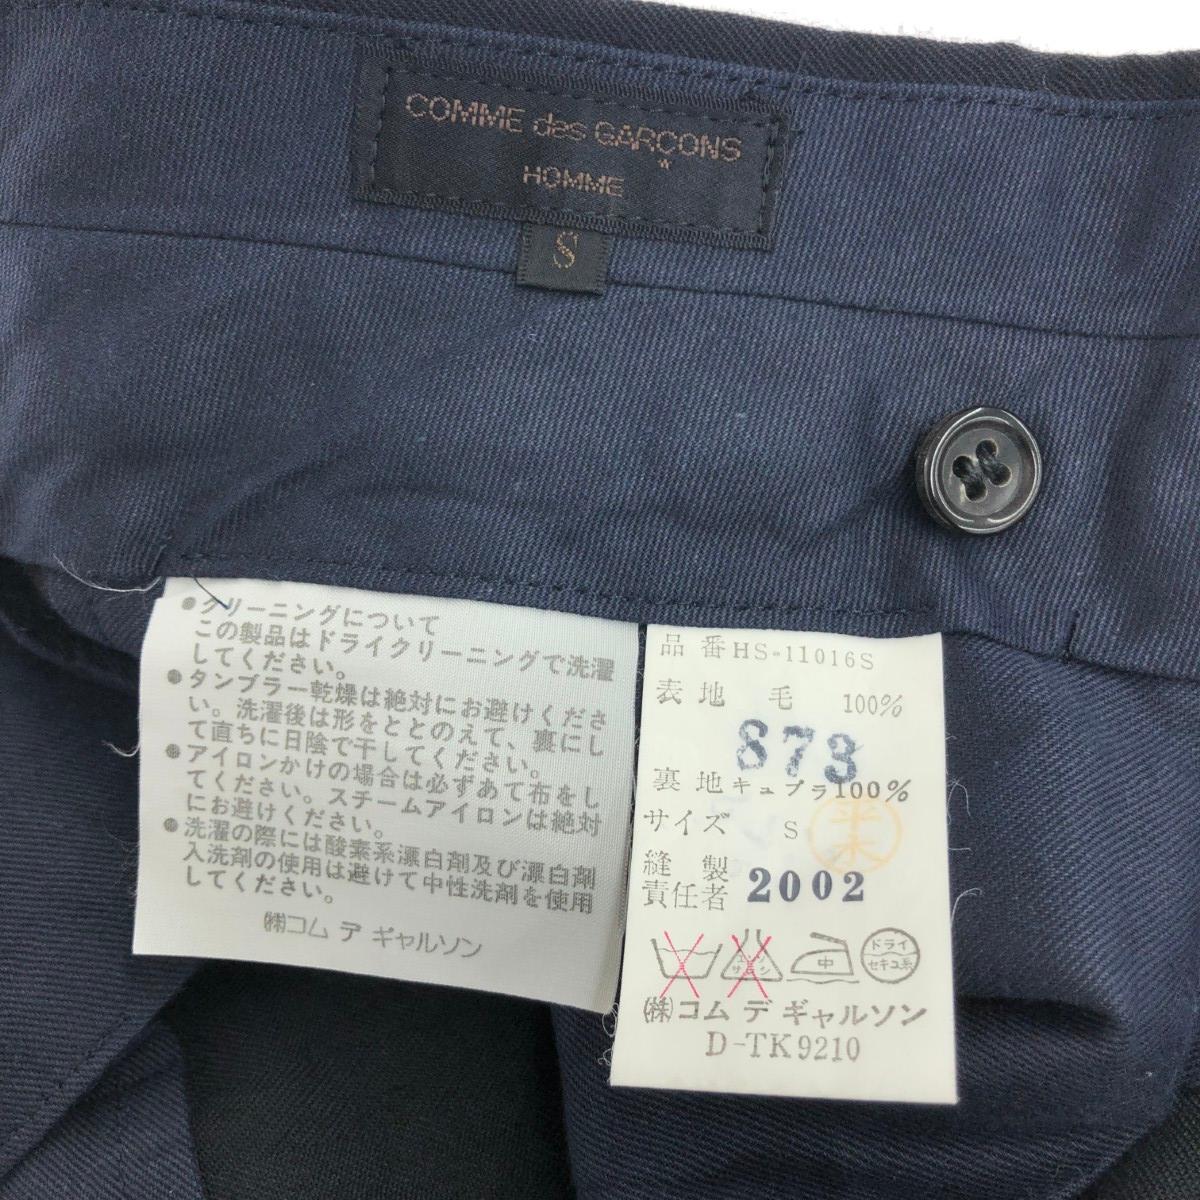 COMME des GARÇONS
HOMME
S
●クリーニングについて
この製品はドライクリーニングで洗濯
してください。
●タンブラー乾燥は絶対にお避けくださ
い。洗濯後は形をととのえて、裏にし
て直ちに日陰で干してください。
●アイロンかけの場合は必ずあて布をし
てください。スチームアイロンは絶対
にお避けください。
●洗濯の際には酸素系漂白剤及び漂白剤
入洗剤の使用は避けて中性洗剤を使用
してください。
㈱コム デ ギャルソン
品番 HS-11016S
表地 毛 100%
873
裏地 キュプラ100%
サイズ S
縫製
責任者 2002
エンソ
サラシ
中
ドライ
セキユ系
㈱コム デ ギャルソン
D-TK9210